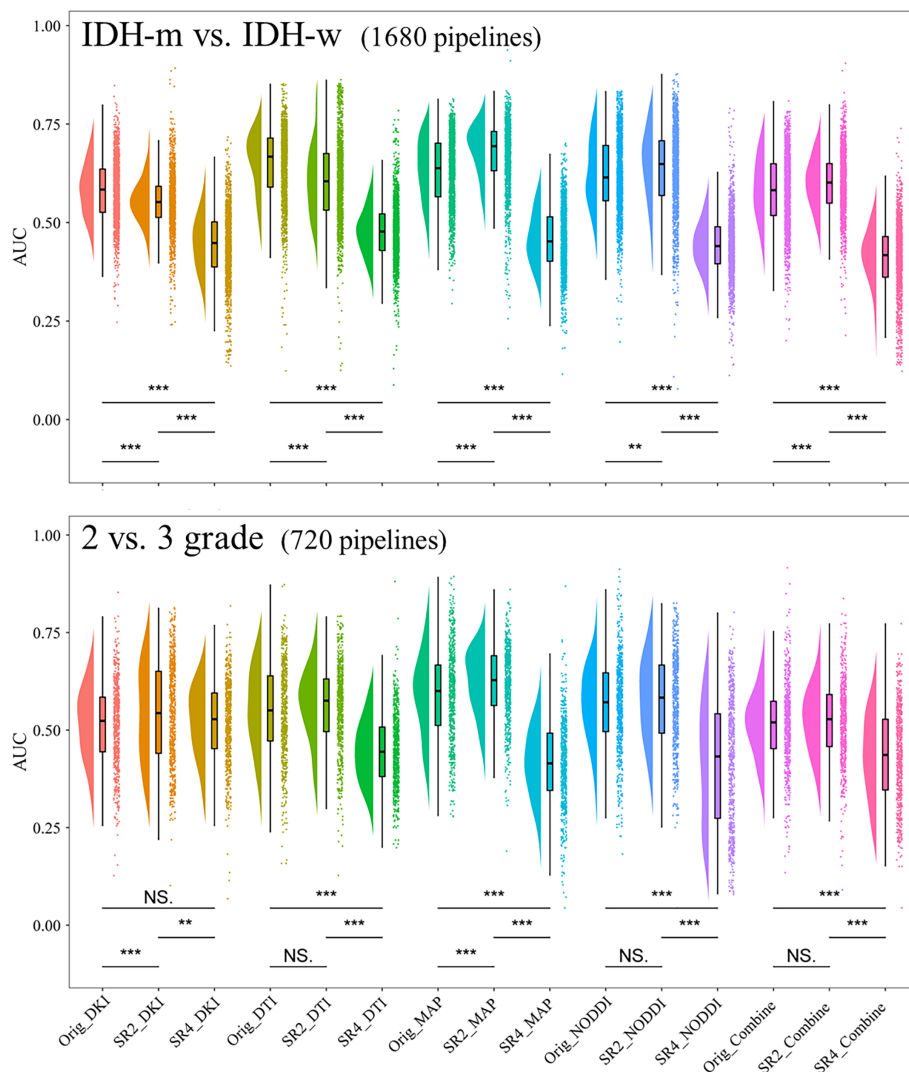 IDH-m vs. IDH-w (1680 pipelines)
1.00
0.75
0.50
0.25
0.00
AUC
*** *** *** *** ***
*** *** *** *** ***
*** *** *** ** ***
2 vs. 3 grade (720 pipelines)
1.00
0.75
0.50
0.25
0.00
AUC
NS. *** *** *** ***
** *** *** *** ***
*** NS. *** NS. NS.
Orig_DKI SR2_DKI SR4_DKI Orig_DTI SR2_DTI SR4_DTI Orig_MAP SR2_MAP SR4_MAP Orig_NODDI SR2_NODDI SR4_NODDI Orig_Combine SR2_Combine SR4_Combine